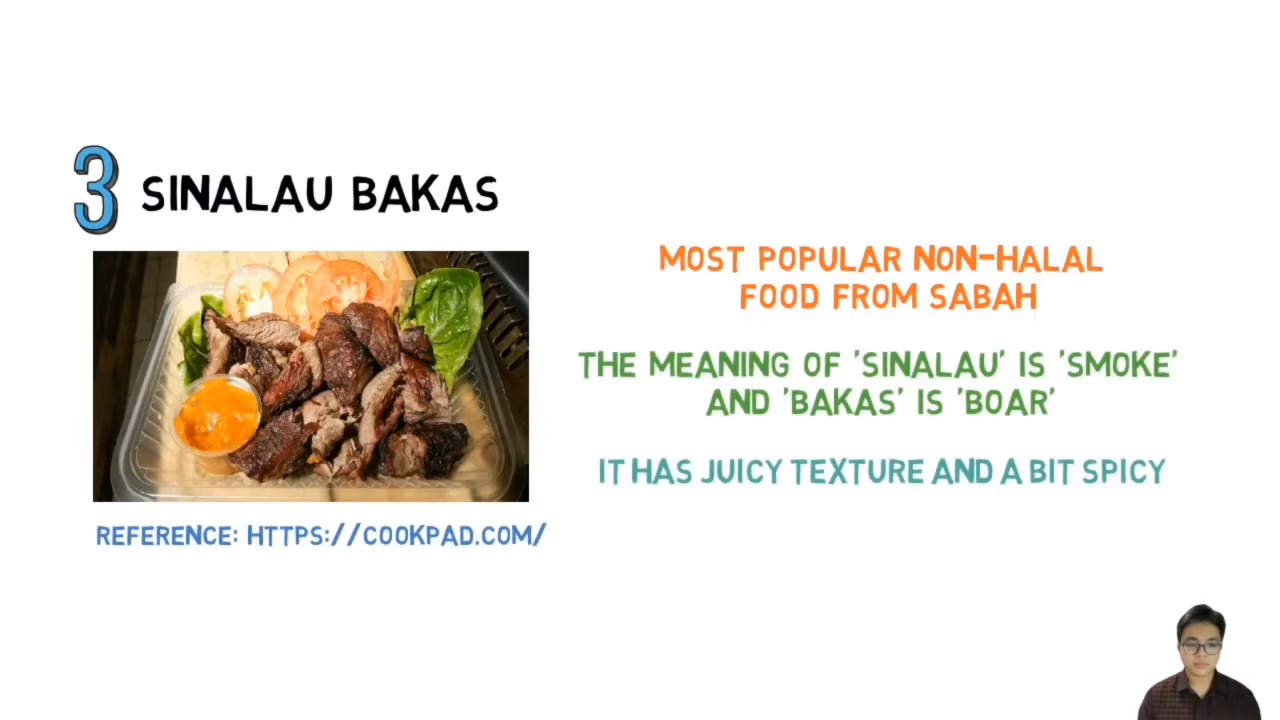 3 SINALAU BAKAS
MOST POPULAR NON-HALAL
FOOD FROM SABAH
THE MEANING OF 'SINALAU' IS 'SMOKE'
AND 'BAKAS' IS 'BOAR'
IT HAS JUICY TEXTURE AND A BIT SPICY
REFERENCE: HTTPS://COOKPAD.COM/